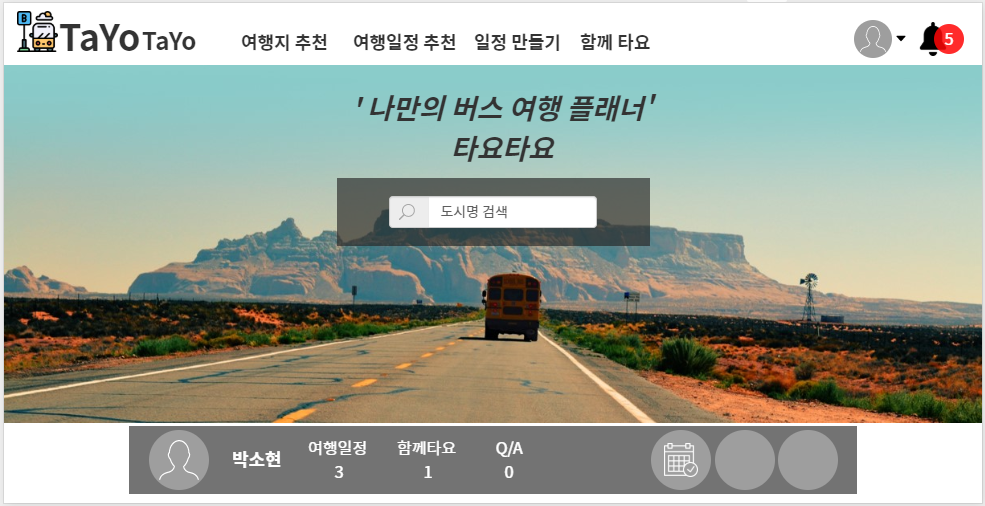 B
TaYo TaYo
여행지 추천 여행일정 추천 일정 만들기 함께 타요
5
' 나만의 버스 여행 플래너'
타요타요
도시명 검색
박소현
여행일정 함께타요 Q/A
3 1 0